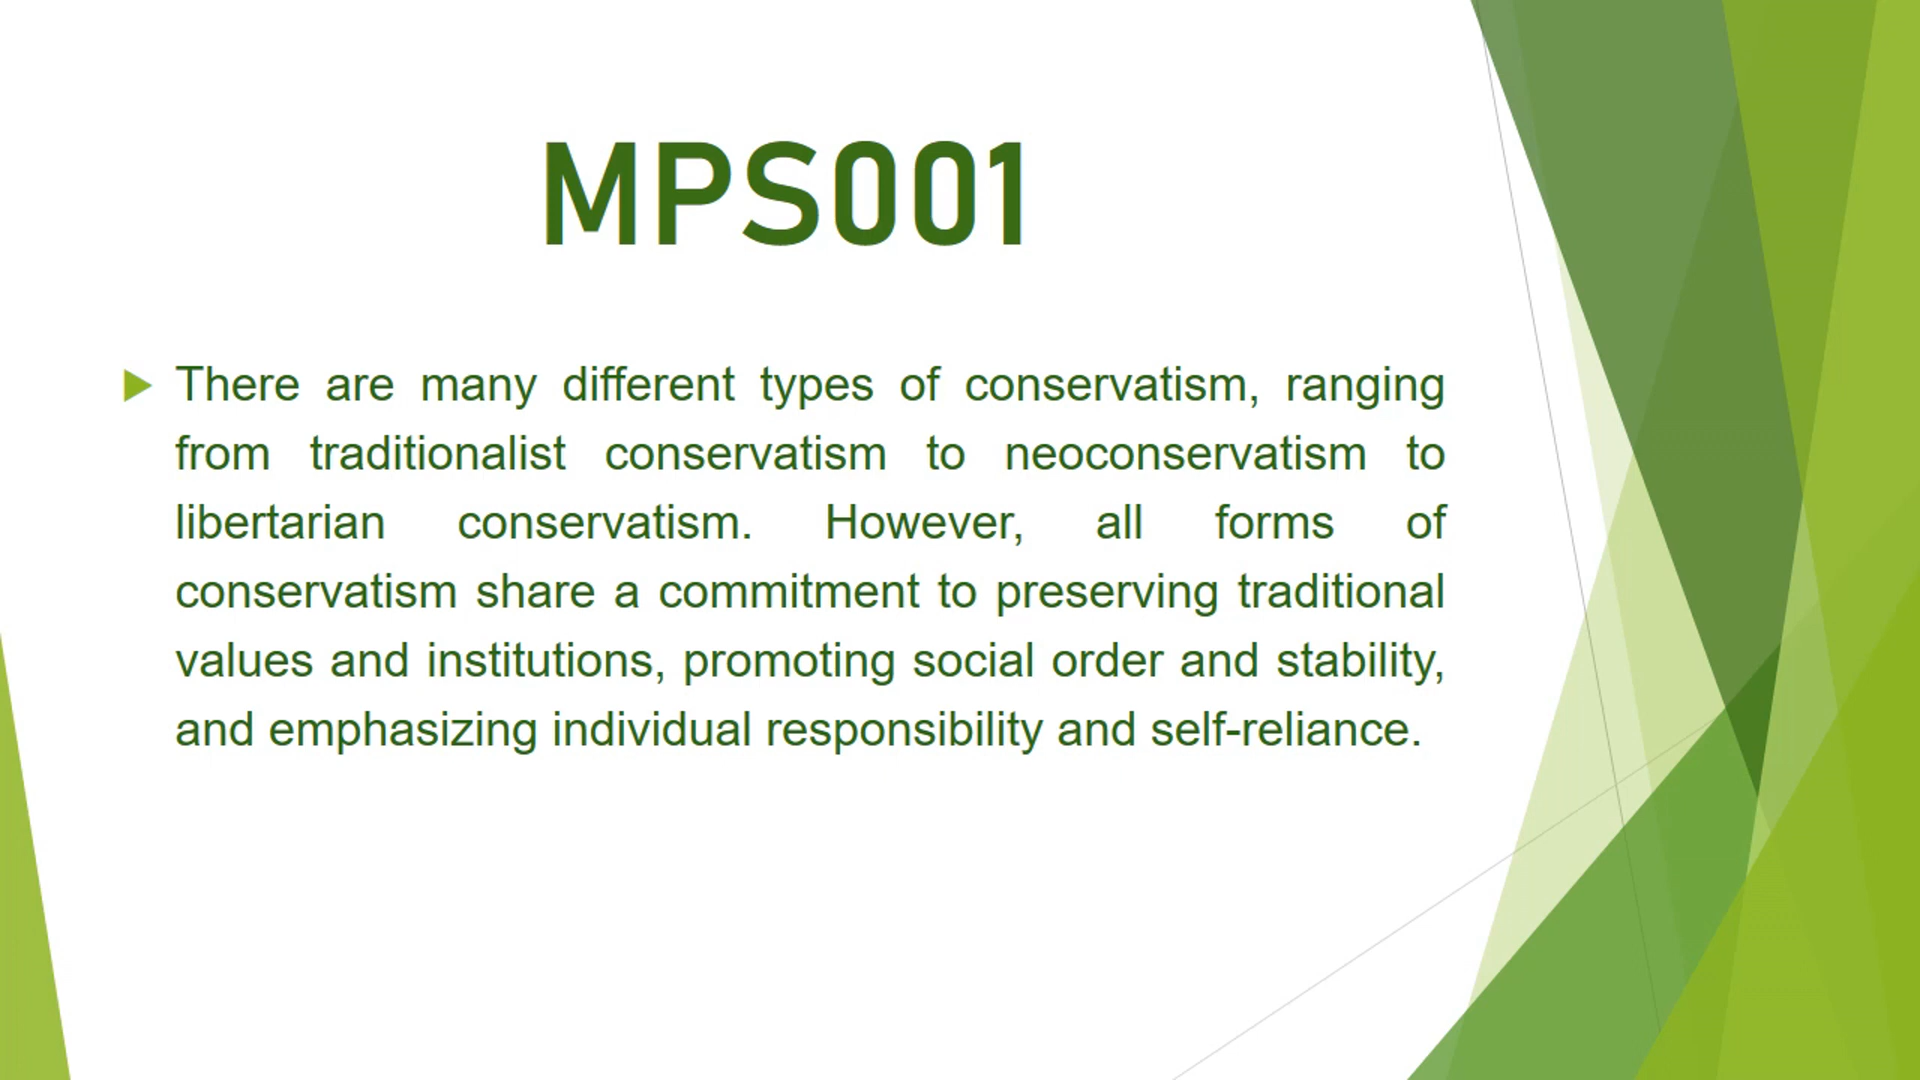 MPS001
There are many different types of conservatism, ranging
from traditionalist conservatism to neoconservatism to
libertarian conservatism. However, all forms of
conservatism share a commitment to preserving traditional
values and institutions, promoting social order and stability,
and emphasizing individual responsibility and self-reliance.